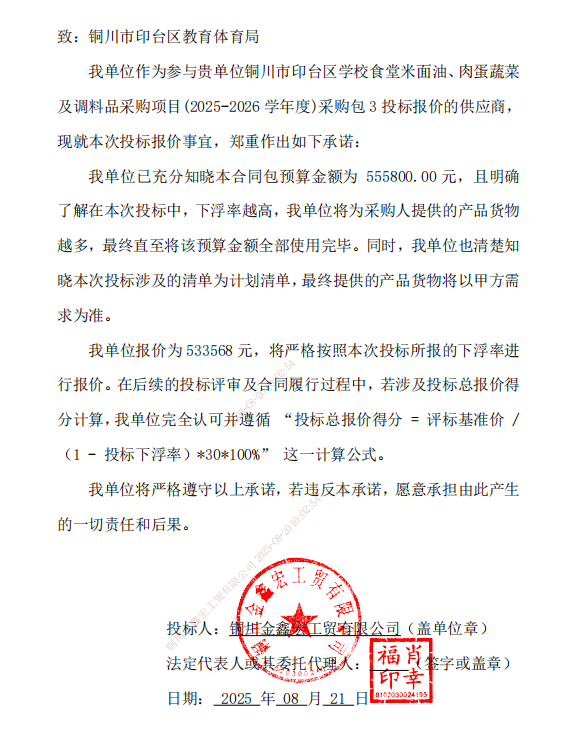 致：铜川市印台区教育体育局
我单位作为参与贵单位铜川市印台区学校食堂米面油、肉蛋蔬菜
及调料品采购项目(2025-2026 学年度)采购包 3 投标报价的供应商，
现就本次投标报价事宜，郑重作出如下承诺：
我单位已充分知晓本合同包预算金额为 555800.00 元，且明确
了解在本次投标中，下浮率越高，我单位将为采购人提供的产品货物
越多，最终直至将该预算金额全部使用完毕。同时，我单位也清楚知
晓本次投标涉及的清单为计划清单，最终提供的产品货物将以甲方需
求为准。
我单位报价为 533568 元，将严格按照本次投标所报的下浮率进
行报价。在后续的投标评审及合同履行过程中，若涉及投标总报价得
分计算，我单位完全认可并遵循 “投标总报价得分 = 评标基准价 /
（1 - 投标下浮率）*30*100%” 这一计算公式。
我单位将严格遵守以上承诺，若违反本承诺，愿意承担由此产生
的一切责任和后果。
投标人：铜川金鑫宏工贸有限公司（盖单位章）
法定代表人或其委托代理人：（签字或盖章）
肖幸福印
日期： 2025 年 08 月 21 日